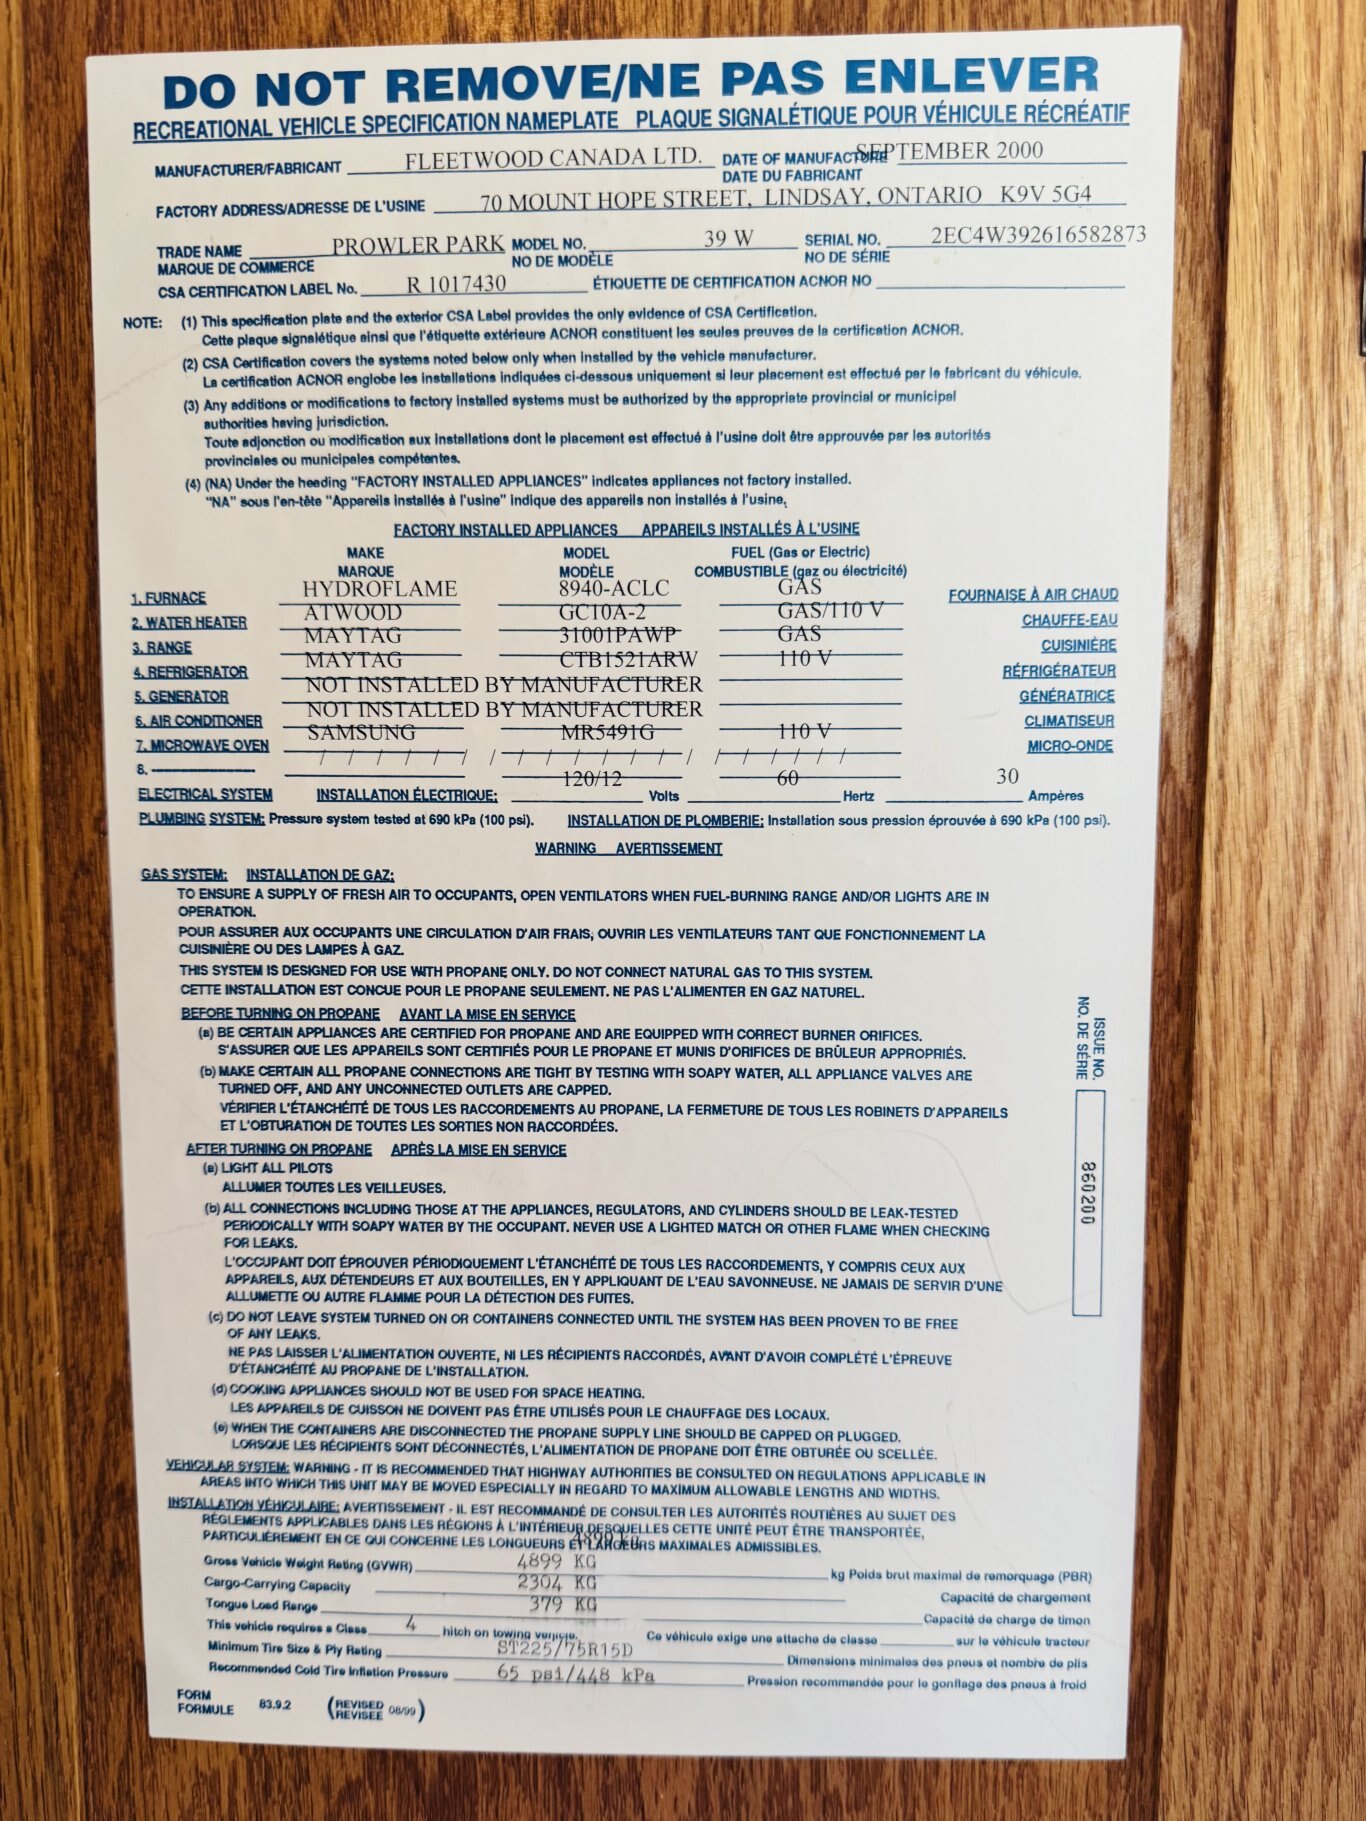 DO NOT REMOVE/NE PAS ENLEVER
RECREATIONAL VEHICLE SPECIFICATION NAMEPLATE PLAQUE SIGNALÉTIQUE POUR VÉHICULE RÉCRÉATIF
MANUFACTURER/FABRICANT FLEETWOOD CANADA LTD. DATE OF MANUFACTURE SEPTEMBER 2000
DATE DU FABRICANT
FACTORY ADDRESS/ADRESSE DE L'USINE 70 MOUNT HOPE STREET, LINDSAY, ONTARIO K9V 5G4
TRADE NAME PROWLER PARK MODEL NO. 39 W SERIAL NO. 2EC4W392616582873
MARQUE DE COMMERCE NO DE MODÈLE NO DE SÉRIE
CSA CERTIFICATION LABEL No. R 1017430 ÉTIQUETTE DE CERTIFICATION ACNOR NO
NOTE: (1) This specification plate and the exterior CSA Label provides the only evidence of CSA Certification.
Cette plaque signalétique ainsi que l'étiquette extérieure ACNOR constituent les seules preuves de la certification ACNOR.
(2) CSA Certification covers the systems noted below only when installed by the vehicle manufacturer.
La certification ACNOR englobe les installations indiquées ci-dessous uniquement si leur placement est effectué par le fabricant du véhicule.
(3) Any additions or modifications to factory installed systems must be authorized by the appropriate provincial or municipal
authorities having jurisdiction.
Toute adjonction ou modification aux installations dont le placement est effectué à l'usine doit être approuvée par les autorités
provinciales ou municipales compétentes.
(4) (NA) Under the heading "FACTORY INSTALLED APPLIANCES" indicates appliances not factory installed.
"NA" sous l'en-tête "Appareils installés à l'usine" indique des appareils non installés à l'usine,
FACTORY INSTALLED APPLIANCES APPAREILS INSTALLÉS À L'USINE
MAKE MODEL FUEL (Gas or Electric)
MARQUE MODÈLE COMBUSTIBLE (gaz ou électricité)
1. FURNACE HYDROFLAME 8940-ACLC GAS FOURNAISE À AIR CHAUD
2. WATER HEATER ATWOOD GC10A-2 GAS/110 V CHAUFFE-EAU
3. RANGE MAYTAG 31001PAWP GAS CUISINIÈRE
4. REFRIGERATOR MAYTAG CTB1521ARW 110 V RÉFRIGÉRATEUR
5. GENERATOR NOT INSTALLED BY MANUFACTURER GÉNÉRATRICE
6. AIR CONDITIONER NOT INSTALLED BY MANUFACTURER CLIMATISEUR
7. MICROWAVE OVEN SAMSUNG MR5491G 110 V MICRO-ONDE
8. / / / / / / / / / / / / / / / / / / / /
ELECTRICAL SYSTEM INSTALLATION ÉLECTRIQUE: 120/12 Volts 60 Hertz 30 Ampères
PLUMBING SYSTEM: Pressure system tested at 690 kPa (100 psi). INSTALLATION DE PLOMBERIE: Installation sous pression éprouvée à 690 kPa (100 psi).
WARNING AVERTISSEMENT
GAS SYSTEM: INSTALLATION DE GAZ:
TO ENSURE A SUPPLY OF FRESH AIR TO OCCUPANTS, OPEN VENTILATORS WHEN FUEL-BURNING RANGE AND/OR LIGHTS ARE IN
OPERATION.
POUR ASSURER AUX OCCUPANTS UNE CIRCULATION D'AIR FRAIS, OUVRIR LES VENTILATEURS TANT QUE FONCTIONNEMENT LA
CUISINIÈRE OU DES LAMPES À GAZ.
THIS SYSTEM IS DESIGNED FOR USE WITH PROPANE ONLY. DO NOT CONNECT NATURAL GAS TO THIS SYSTEM.
CETTE INSTALLATION EST CONCUE POUR LE PROPANE SEULEMENT. NE PAS L'ALIMENTER EN GAZ NATUREL.
BEFORE TURNING ON PROPANE AVANT LA MISE EN SERVICE
(a) BE CERTAIN APPLIANCES ARE CERTIFIED FOR PROPANE AND ARE EQUIPPED WITH CORRECT BURNER ORIFICES.
S'ASSURER QUE LES APPAREILS SONT CERTIFIÉS POUR LE PROPANE ET MUNIS D'ORIFICES DE BRÛLEUR APPROPRIÉS.
(b) MAKE CERTAIN ALL PROPANE CONNECTIONS ARE TIGHT BY TESTING WITH SOAPY WATER, ALL APPLIANCE VALVES ARE
TURNED OFF, AND ANY UNCONNECTED OUTLETS ARE CAPPED.
VÉRIFIER L'ÉTANCHÉITÉ DE TOUS LES RACCORDEMENTS AU PROPANE, LA FERMETURE DE TOUS LES ROBINETS D'APPAREILS
ET L'OBTURATION DE TOUTES LES SORTIES NON RACCORDÉES.
AFTER TURNING ON PROPANE APRÈS LA MISE EN SERVICE
(a) LIGHT ALL PILOTS
ALLUMER TOUTES LES VEILLEUSES.
(b) ALL CONNECTIONS INCLUDING THOSE AT THE APPLIANCES, REGULATORS, AND CYLINDERS SHOULD BE LEAK-TESTED
PERIODICALLY WITH SOAPY WATER BY THE OCCUPANT. NEVER USE A LIGHTED MATCH OR OTHER FLAME WHEN CHECKING
FOR LEAKS.
L'OCCUPANT DOIT ÉPROUVER PÉRIODIQUEMENT L'ÉTANCHÉITÉ DE TOUS LES RACCORDEMENTS, Y COMPRIS CEUX AUX
APPAREILS, AUX DÉTENDEURS ET AUX BOUTEILLES, EN Y APPLIQUANT DE L'EAU SAVONNEUSE. NE JAMAIS DE SERVIR D'UNE
ALLUMETTE OU AUTRE FLAMME POUR LA DÉTECTION DES FUITES.
(c) DO NOT LEAVE SYSTEM TURNED ON OR CONTAINERS CONNECTED UNTIL THE SYSTEM HAS BEEN PROVEN TO BE FREE
OF ANY LEAKS.
NE PAS LAISSER L'ALIMENTATION OUVERTE, NI LES RÉCIPIENTS RACCORDÉS, AVANT D'AVOIR COMPLÉTÉ L'ÉPREUVE
D'ÉTANCHÉITÉ AU PROPANE DE L'INSTALLATION.
(d) COOKING APPLIANCES SHOULD NOT BE USED FOR SPACE HEATING.
LES APPAREILS DE CUISSON NE DOIVENT PAS ÊTRE UTILISÉS POUR LE CHAUFFAGE DES LOCAUX.
(e) WHEN THE CONTAINERS ARE DISCONNECTED THE PROPANE SUPPLY LINE SHOULD BE CAPPED OR PLUGGED.
LORSQUE LES RÉCIPIENTS SONT DÉCONNECTÉS, L'ALIMENTATION DE PROPANE DOIT ÊTRE OBTURÉE OU SCELLÉE.
VEHICULAR SYSTEM: WARNING - IT IS RECOMMENDED THAT HIGHWAY AUTHORITIES BE CONSULTED ON REGULATIONS APPLICABLE IN
AREAS INTO WHICH THIS UNIT MAY BE MOVED ESPECIALLY IN REGARD TO MAXIMUM ALLOWABLE LENGTHS AND WIDTHS.
INSTALLATION VÉHICULAIRE: AVERTISSEMENT - IL EST RECOMMANDÉ DE CONSULTER LES AUTORITÉS ROUTIÈRES AU SUJET DES
RÈGLEMENTS APPLICABLES DANS LES RÉGIONS À L'INTÉRIEUR DESQUELLES CETTE UNITÉ PEUT ÊTRE TRANSPORTÉE,
PARTICULIÈREMENT EN CE QUI CONCERNE LES LONGUEURS ET LARGEURS MAXIMALES ADMISSIBLES.
4899 kg
Gross Vehicle Weight Rating (GVWR) 4899 KG kg Poids brut maximal de remorquage (PBR)
Cargo-Carrying Capacity 2304 KG Capacité de chargement
Tongue Load Range 379 KG Capacité de charge de timon
This vehicle requires a Class 4 hitch on towing vehicle. Ce véhicule exige une attache de classe sur le véhicule tracteur
Minimum Tire Size & Ply Rating ST225/75R15D Dimensions minimales des pneus et nombre de plis
Recommended Cold Tire Inflation Pressure 65 psi/448 kPa Pression recommandée pour le gonflage des pneus à froid
FORM 83.9.2 (REVISED 08/99)
FORMULE REVISEE
ISSUE NO.
NO. DE SÉRIE
860200